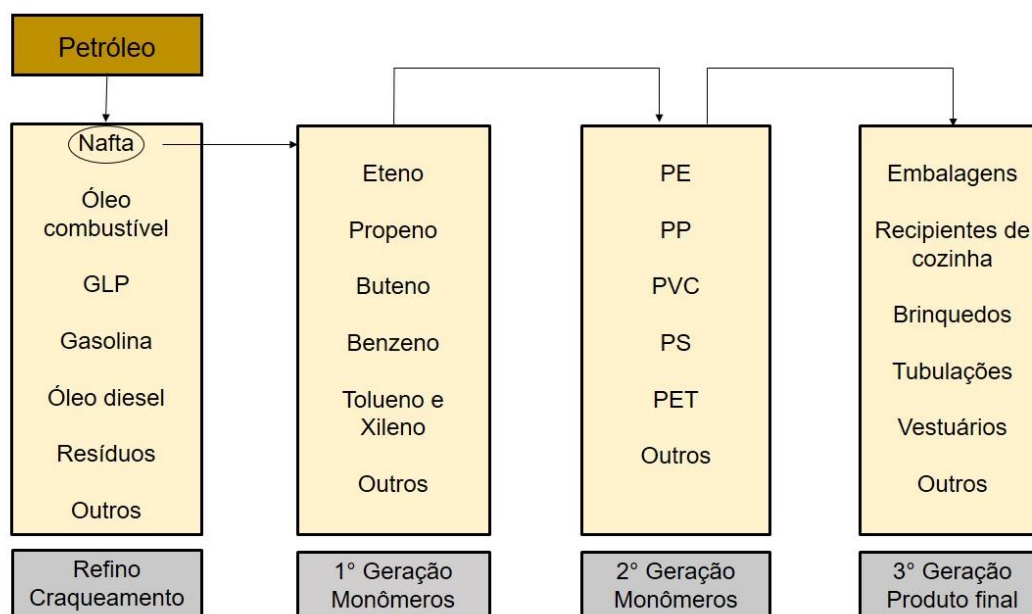 Petróleo
Nafta
Óleo
combustível
GLP
Gasolina
Óleo diesel
Resíduos
Outros
Refino
Craqueamento
Eteno
Propeno
Buteno
Benzeno
Tolueno e
Xileno
Outros
1° Geração
Monômeros
PE
PP
PVC
PS
PET
Outros
2° Geração
Monômeros
Embalagens
Recipientes de
cozinha
Brinquedos
Tubulações
Vestuários
Outros
3° Geração
Produto final